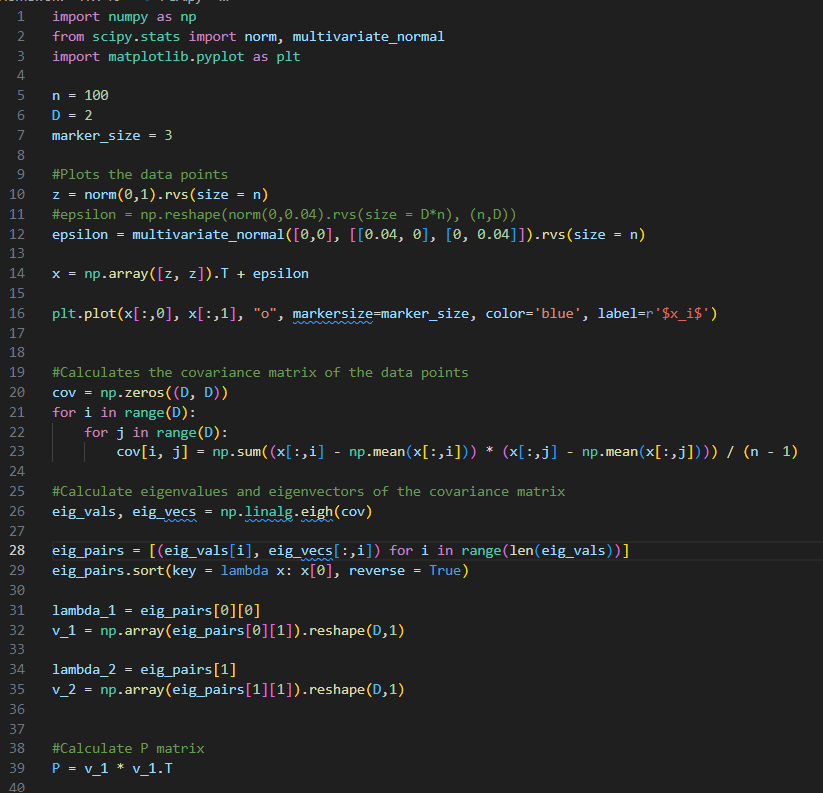 1 import numpy as np
2 from scipy.stats import norm, multivariate_normal
3 import matplotlib.pyplot as plt
4
5 n = 100
6 D = 2
7 marker_size = 3
8
9 #Plots the data points
10 z = norm(0,1).rvs(size = n)
11 #epsilon = np.reshape(norm(0,0.04).rvs(size = D*n), (n,D))
12 epsilon = multivariate_normal([0,0], [[0.04, 0], [0, 0.04]]).rvs(size = n)
13
14 x = np.array([z, z]).T + epsilon
15
16 plt.plot(x[:,0], x[:,1], "o", markersize=marker_size, color='blue', label=r'$x_i$')
17
18
19 #Calculates the covariance matrix of the data points
20 cov = np.zeros((D, D))
21 for i in range(D):
22     for j in range(D):
23         cov[i, j] = np.sum((x[:,i] - np.mean(x[:,i])) * (x[:,j] - np.mean(x[:,j]))) / (n - 1)
24
25 #Calculate eigenvalues and eigenvectors of the covariance matrix
26 eig_vals, eig_vecs = np.linalg.eigh(cov)
27
28 eig_pairs = [(eig_vals[i], eig_vecs[:,i]) for i in range(len(eig_vals))]
29 eig_pairs.sort(key = lambda x: x[0], reverse = True)
30
31 lambda_1 = eig_pairs[0][0]
32 v_1 = np.array(eig_pairs[0][1]).reshape(D,1)
33
34 lambda_2 = eig_pairs[1]
35 v_2 = np.array(eig_pairs[1][1]).reshape(D,1)
36
37
38 #Calculate P matrix
39 P = v_1 * v_1.T
40